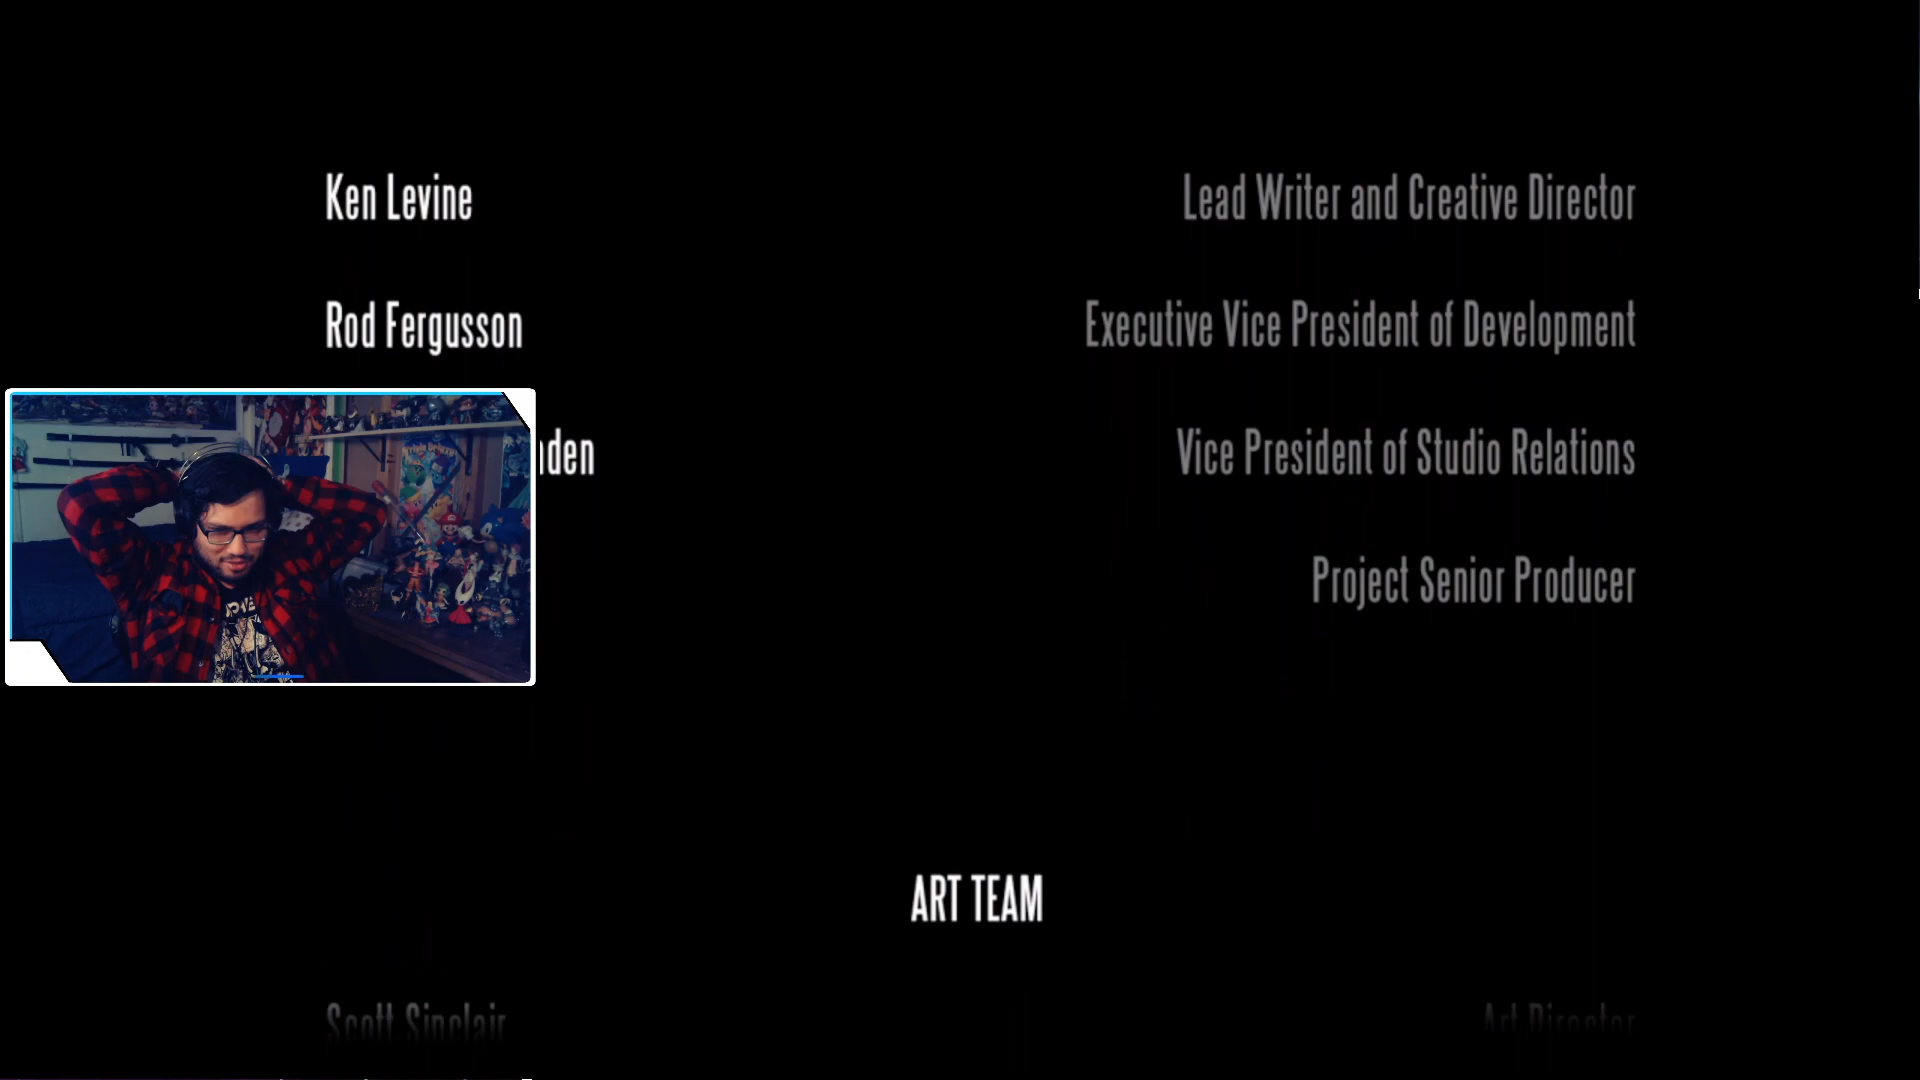 Ken Levine Lead Writer and Creative Director
Rod Fergusson Executive Vice President of Development
Vice President of Studio Relations
Project Senior Producer
ART TEAM
Scott Sinclair Art Director